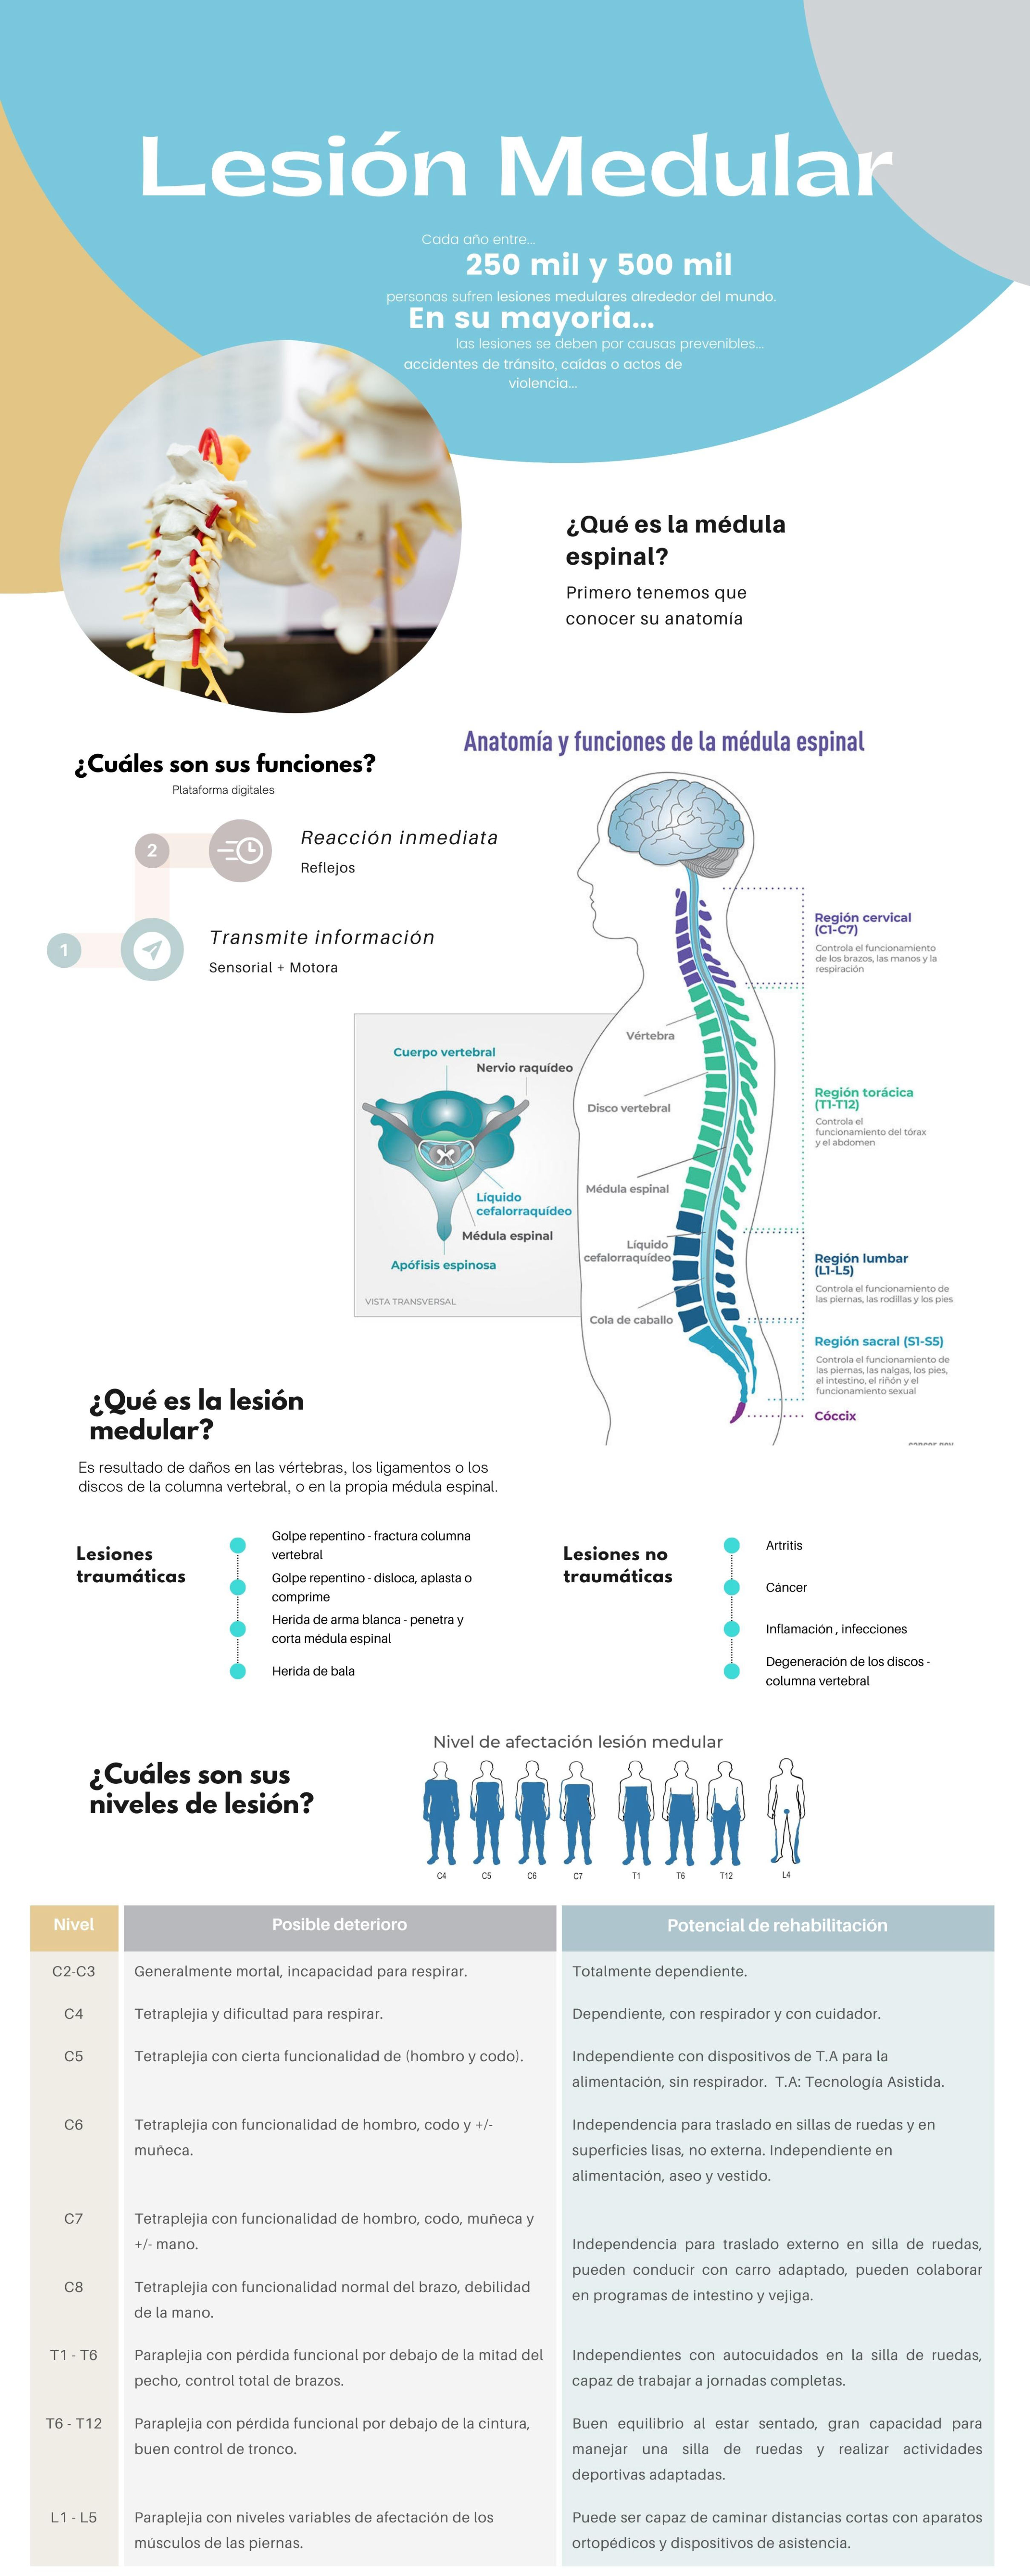 Lesión Medular
Cada año entre...
250 mil y 500 mil
personas sufren lesiones medulares alrededor del mundo.
En su mayoria...
las lesiones se deben por causas prevenibles...
accidentes de tránsito, caídas o actos de
violencia...
¿Qué es la médula
espinal?
Primero tenemos que
conocer su anatomía
¿Cuáles son sus funciones?
Plataforma digitales
2
Reacción inmediata
Reflejos
1
Transmite información
Sensorial + Motora
Anatomía y funciones de la médula espinal
Región cervical
(C1-C7)
Controla el funcionamiento
de los brazos, las manos y la
respiración
Vértebra
Disco vertebral
Médula espinal
Líquido
cefalorraquídeo
Cola de caballo
Región torácica
(T1-T12)
Controla el
funcionamiento del tórax
y el abdomen
Región lumbar
(L1-L5)
Controla el funcionamiento de
las piernas, las rodillas y los pies
Región sacral (S1-S5)
Controla el funcionamiento de
las piernas, las nalgas, los pies,
el intestino, el riñón y el
funcionamiento sexual
Cóccix
Cuerpo vertebral
Nervio raquídeo
Líquido
cefalorraquídeo
Médula espinal
Apófisis espinosa
VISTA TRANSVERSAL
¿Qué es la lesión
medular?
Es resultado de daños en las vértebras, los ligamentos o los
discos de la columna vertebral, o en la propia médula espinal.
Lesiones
traumáticas
Golpe repentino - fractura columna
vertebral
Golpe repentino - disloca, aplasta o
comprime
Herida de arma blanca - penetra y
corta médula espinal
Herida de bala
Lesiones no
traumáticas
Artritis
Cáncer
Inflamación , infecciones
Degeneración de los discos -
columna vertebral
¿Cuáles son sus
niveles de lesión?
Nivel de afectación lesión medular
C4 C5 C6 C7 T1 T6 T12 L4
Nivel Posible deterioro Potencial de rehabilitación
C2-C3 Generalmente mortal, incapacidad para respirar. Totalmente dependiente.
C4 Tetraplejia y dificultad para respirar. Dependiente, con respirador y con cuidador.
C5 Tetraplejia con cierta funcionalidad de (hombro y codo).
Independiente con dispositivos de T.A para la
alimentación, sin respirador. T.A: Tecnología Asistida.
C6 Tetraplejia con funcionalidad de hombro, codo y +/-
muñeca.
Independencia para traslado en sillas de ruedas y en
superficies lisas, no externa. Independiente en
alimentación, aseo y vestido.
C7 Tetraplejia con funcionalidad de hombro, codo, muñeca y
+/- mano.
C8 Tetraplejia con funcionalidad normal del brazo, debilidad
de la mano.
Independencia para traslado externo en silla de ruedas,
pueden conducir con carro adaptado, pueden colaborar
en programas de intestino y vejiga.
T1 - T6 Paraplejia con pérdida funcional por debajo de la mitad del
pecho, control total de brazos.
Independientes con autocuidados en la silla de ruedas,
capaz de trabajar a jornadas completas.
T6 - T12 Paraplejia con pérdida funcional por debajo de la cintura,
buen control de tronco.
Buen equilibrio al estar sentado, gran capacidad para
manejar una silla de ruedas y realizar actividades
deportivas adaptadas.
L1 - L5 Paraplejia con niveles variables de afectación de los
músculos de las piernas.
Puede ser capaz de caminar distancias cortas con aparatos
ortopédicos y dispositivos de asistencia.